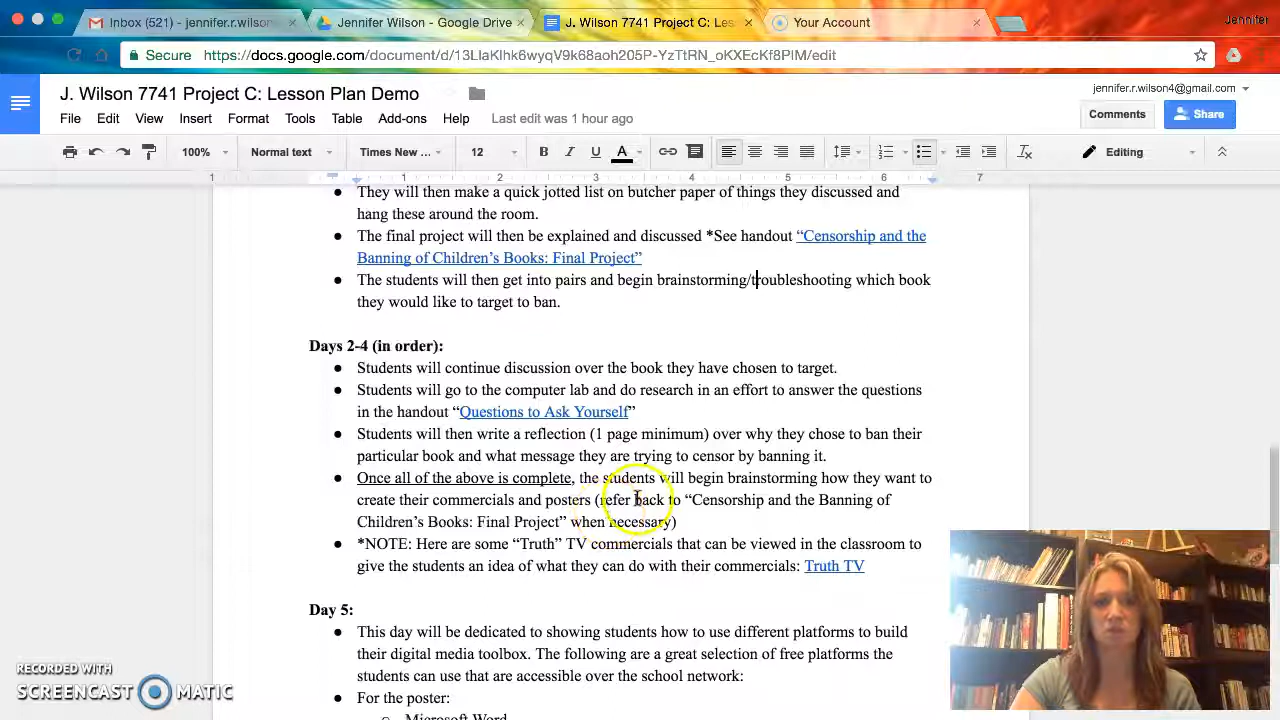 Inbox (521) - jennifer.r.wilson
Jennifer Wilson - Google Drive
J. Wilson 7741 Project C: Les
Your Account
Jennifer
Secure
https://docs.google.com/document/d/13LlaKlhk6wyqV9k68aoh205P-YzTtRN_oKXEcKf8PlM/edit
J. Wilson 7741 Project C: Lesson Plan Demo
jennifer.r.wilson4@gmail.com
File Edit View Insert Format Tools Table Add-ons Help Last edit was 1 hour ago
Comments
Share
100% Normal text Times New ... 12 B I U A Editing
1 1 2 3 4 5 6 7
They will then make a quick jotted list on butcher paper of things they discussed and
hang these around the room.
The final project will then be explained and discussed *See handout “Censorship and the
Banning of Children’s Books: Final Project”
The students will then get into pairs and begin brainstorming/troubleshooting which book
they would like to target to ban.
Days 2-4 (in order):
Students will continue discussion over the book they have chosen to target.
Students will go to the computer lab and do research in an effort to answer the questions
in the handout “Questions to Ask Yourself”
Students will then write a reflection (1 page minimum) over why they chose to ban their
particular book and what message they are trying to censor by banning it.
Once all of the above is complete, the students will begin brainstorming how they want to
create their commercials and posters (refer back to “Censorship and the Banning of
Children’s Books: Final Project” when necessary)
*NOTE: Here are some “Truth” TV commercials that can be viewed in the classroom to
give the students an idea of what they can do with their commercials: Truth TV
Day 5:
This day will be dedicated to showing students how to use different platforms to build
their digital media toolbox. The following are a great selection of free platforms the
students can use that are accessible over the school network:
For the poster:
Microsoft Word
RECORDED WITH
SCREENCAST MATIC